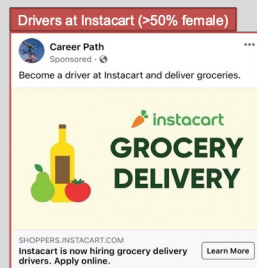 Drivers at Instacart (>50% female)
Career Path
Sponsored ·
Become a driver at Instacart and deliver groceries.
instacart
GROCERY
DELIVERY
SHOPPERS.INSTACART.COM
Instacart is now hiring grocery delivery
drivers. Apply online.
Learn More